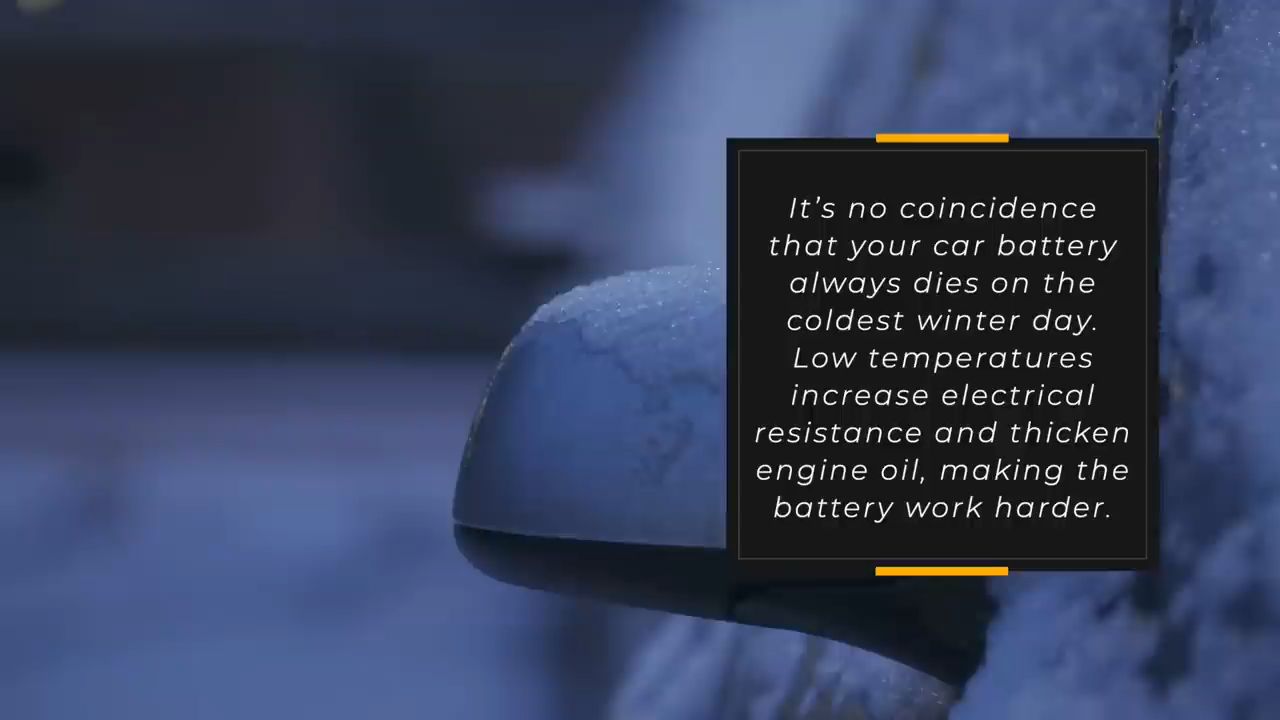 It’s no coincidence
that your car battery
always dies on the
coldest winter day.
Low temperatures
increase electrical
resistance and thicken
engine oil, making the
battery work harder.